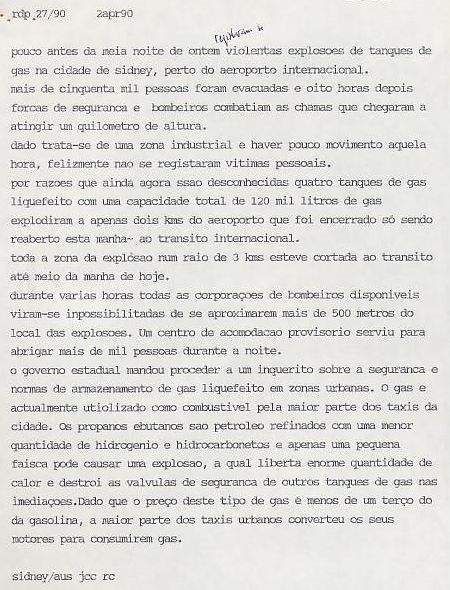 rdp 27/90 2apr90
registaram-se
pouco antes da meia noite de ontem violentas explosoes de tanques de
gas na cidade de sidney, perto do aeroporto internacional.
mais de cinquenta mil pessoas foram evacuadas e oito horas depois
forcas de seguranca e bombeiros combatiam as chamas que chegaram a
atingir um quilometro de altura.
dado trata-se de uma zona industrial e haver pouco movimento aquela
hora, felizmente nao se registaram vitimas pessoais.
por razoes que ainda agora ssao desconhecidas quatro tanques de gas
liquefeito com uma capacidade total de 120 mil litros de gas
explodiram a apenas dois kms do aeroporto que foi encerrado só sendo
reaberto esta manha~ ao transito internacional.
toda a zona da explósao num raio de 3 kms esteve cortada ao transito
até meio da manha de hoje.
durante varias horas todas as corporaçoes de bombeiros disponiveis
viram-se inpossibilitadas de se aproximarem mais de 500 metros do
local das explosoes. Um centro de acomodacao provisorio serviu para
abrigar mais de mil pessoas durante a noite.
o governo estadual mandou proceder a um inquerito sobre a seguranca e
normas de armazenamento de gas liquefeito em zonas urbanas. O gas e
actualmente utiolizado como combustivel pela maior parte dos taxis da
cidade. Os propanos ebutanos sao petroleo refinados com uma menor
quantidade de hidrogenio e hidrocarbonetos e apenas uma pequena
faisca pode causar uma explosao, a qual liberta enorme quantidade de
calor e destroi as valvulas de seguranca de outros tanques de gas nas
imediaçoes.Dado que o preço deste tipo de gas é menos de um terço do
da gasolina, a maior parte dos taxis urbanos converteu os seus
motores para consumirem gas.
sidney/aus jcc rc